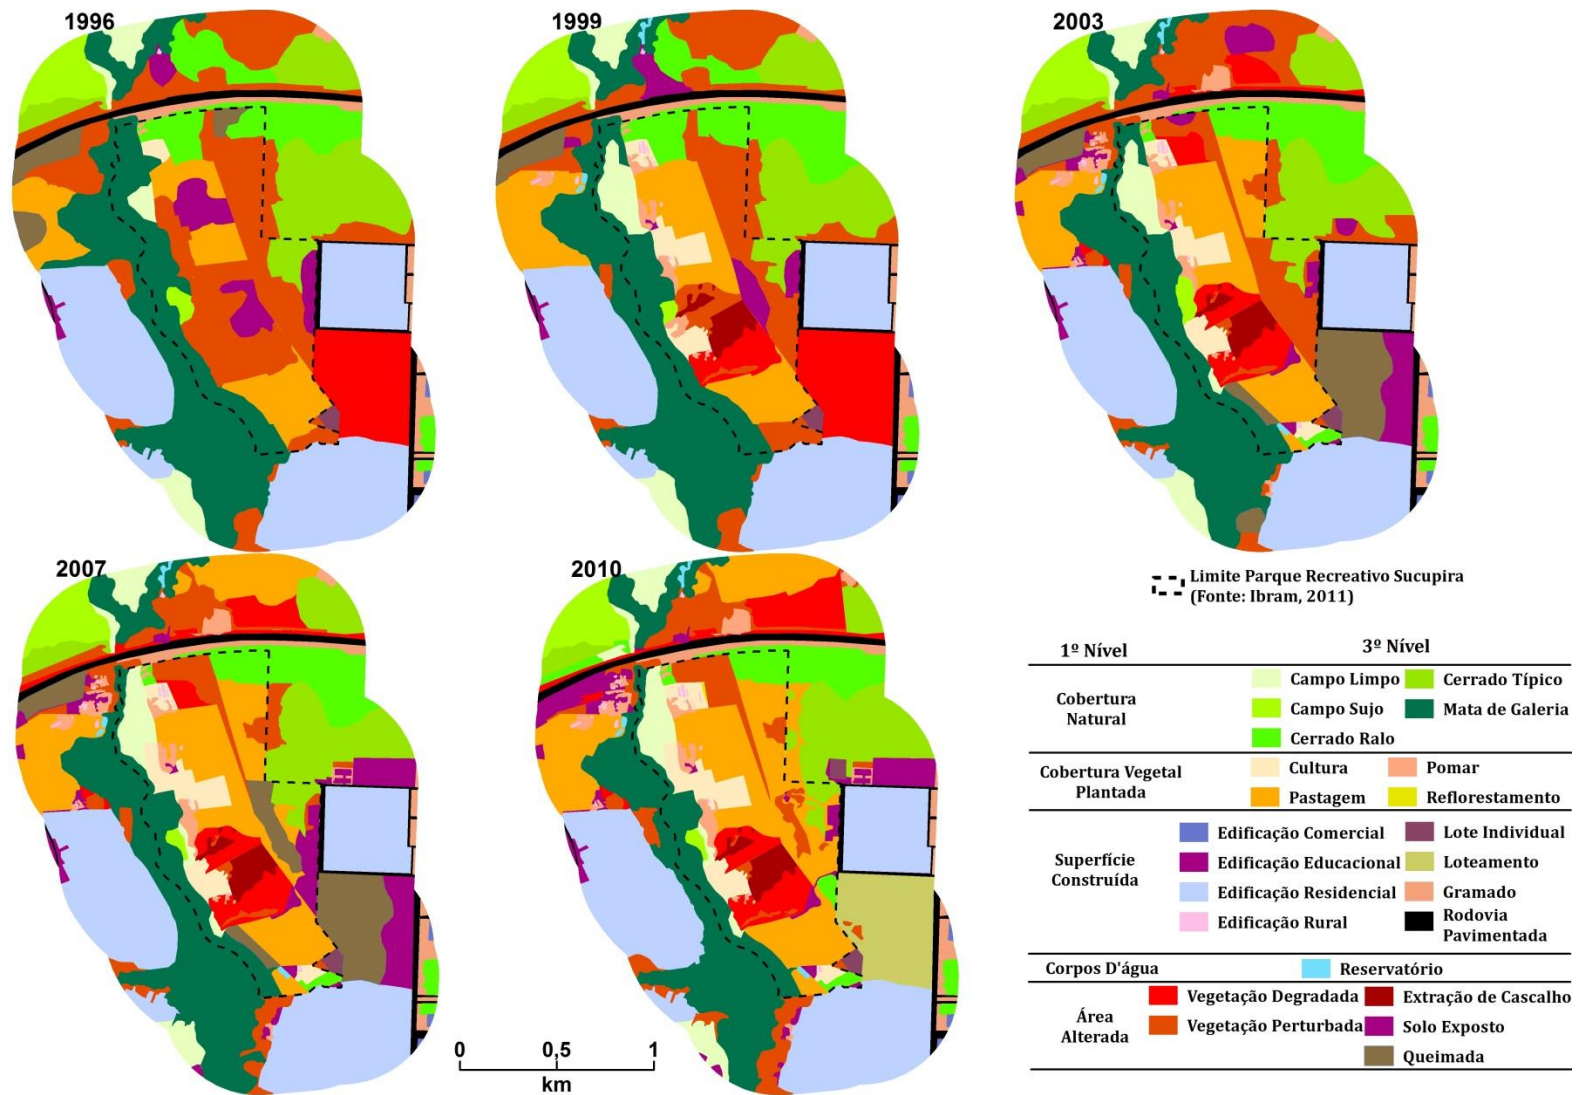 1996
1999
2003
2007
2010
Limite Parque Recreativo Sucupira
(Fonte: Ibram, 2011)
1º Nível
3º Nível
Cobertura
Natural
Campo Limpo
Cerrado Típico
Campo Sujo
Mata de Galeria
Cerrado Ralo
Cobertura Vegetal
Plantada
Cultura
Pomar
Pastagem
Reflorestamento
Superfície
Construída
Edificação Comercial
Lote Individual
Edificação Educacional
Loteamento
Edificação Residencial
Gramado
Edificação Rural
Rodovia
Pavimentada
Corpos D'água
Reservatório
Área
Alterada
Vegetação Degradada
Extração de Cascalho
Vegetação Perturbada
Solo Exposto
Queimada
0 0,5 1
km